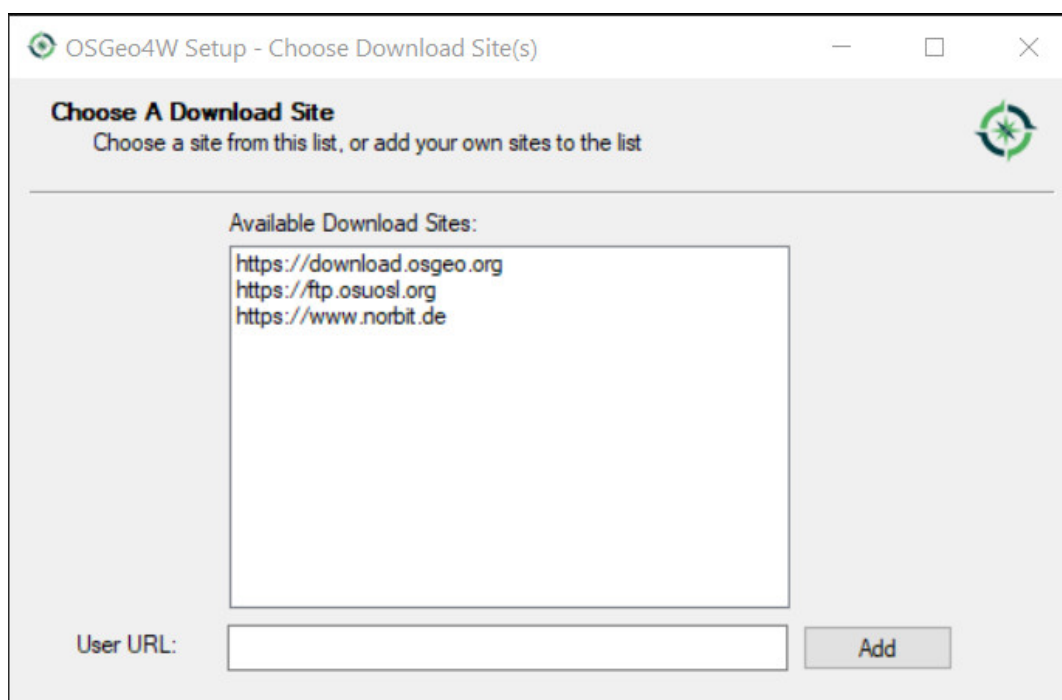 OSGeo4W Setup - Choose Download Site(s)
Choose A Download Site
Choose a site from this list, or add your own sites to the list
Available Download Sites:
https://download.osgeo.org
https://ftp.osuosl.org
https://www.norbit.de
User URL:
Add